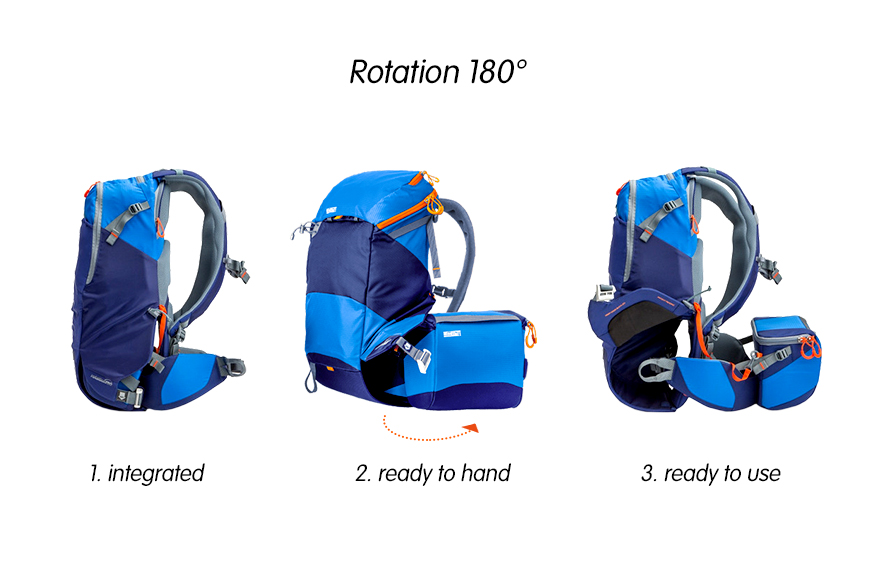 Rotation 180°
1. integrated
2. ready to hand
3. ready to use